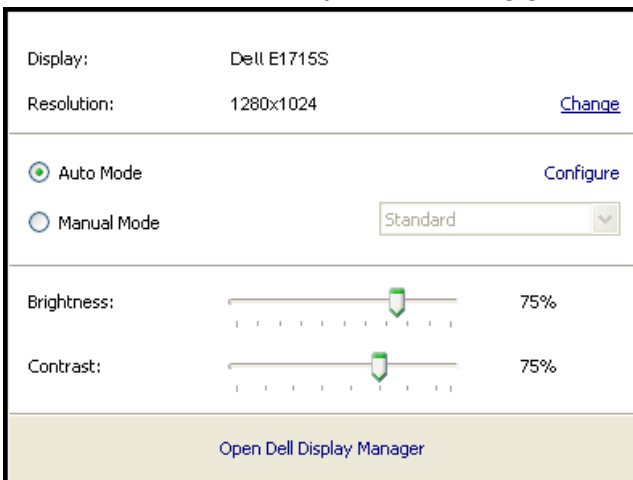 Display: Dell E1715S
Resolution: 1280x1024 Change
Auto Mode Configure
Manual Mode Standard
Brightness: 75%
Contrast: 75%
Open Dell Display Manager